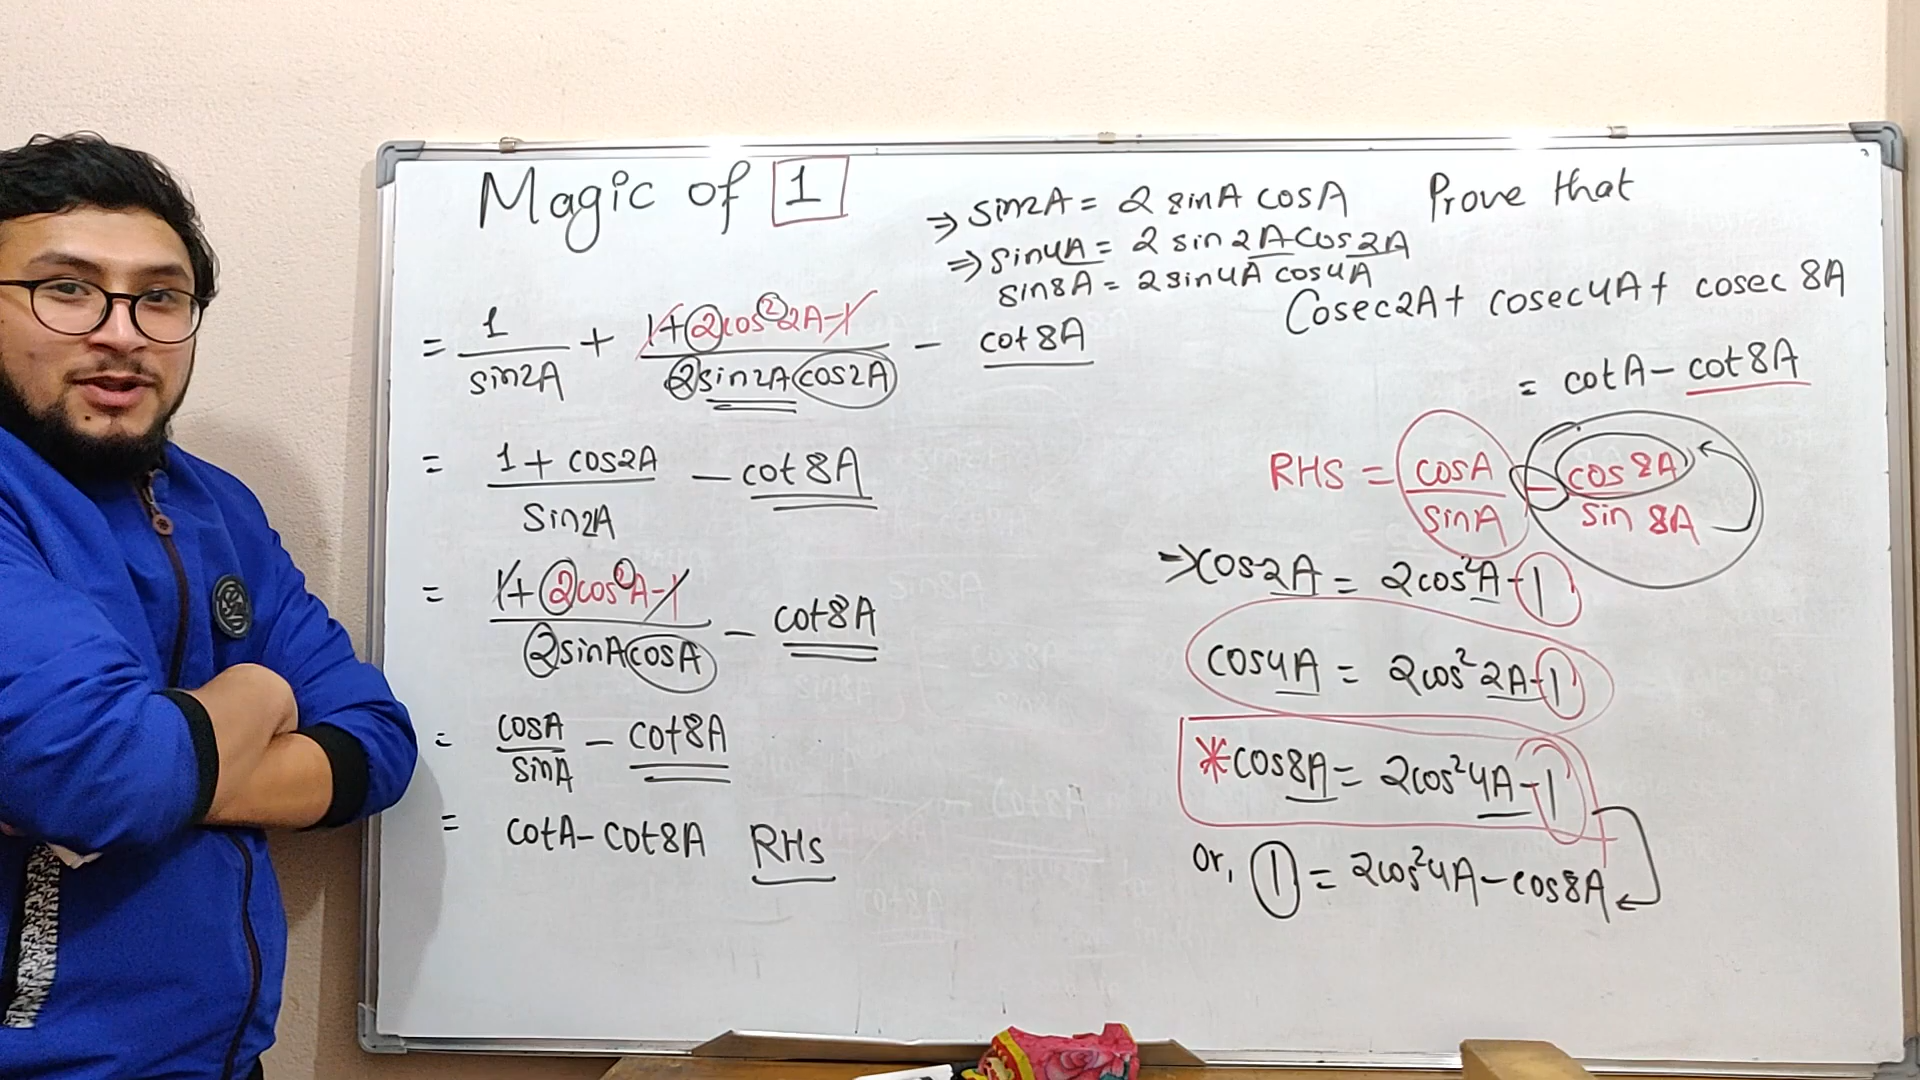 Magic of 1
⇒ sin2A = 2 sinA cosA
⇒ sin4A = 2 sin2A cos2A
sin8A = 2sin4A cos4A
Prove that
Cosec2A + cosec4A + cosec 8A
= cotA - cot8A
= 1/sin2A + (1+2cos²2A-1)/(2sin2A cos2A) - cot8A
= (1+cos2A)/sin2A - cot8A
= (1+2cos²A-1)/(2sinA cosA) - cot8A
= cosA/sinA - cot8A
= cotA - cot8A RHS
RHS = cosA/sinA - cos8A/sin 8A
⇒ cos2A = 2cos²A-1
cos4A = 2cos²2A-1
*cos8A = 2cos²4A-1
or, 1 = 2cos²4A-cos8A